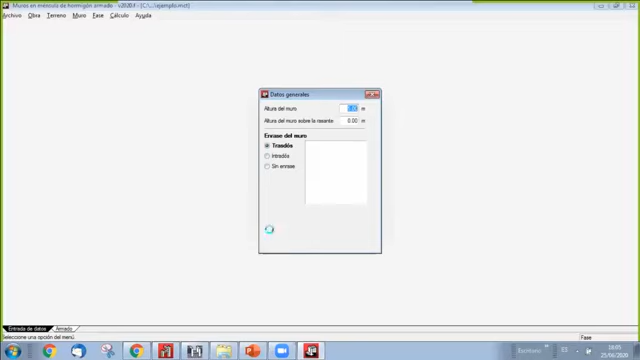 Muros en ménsula de hormigón armado - v2020.f - [C:\...\ejemplo.mct]
Archivo Obra Terreno Muro Fase Cálculo Ayuda
Datos generales
Altura del muro m
Altura del muro sobre la rasante 0.00 m
Enrase del muro
Trasdós
Intradós
Sin enrase
Entrada de datos Armado
Seleccione una opción del menú. Fase
Escritorio ES 18:05
25/06/2020